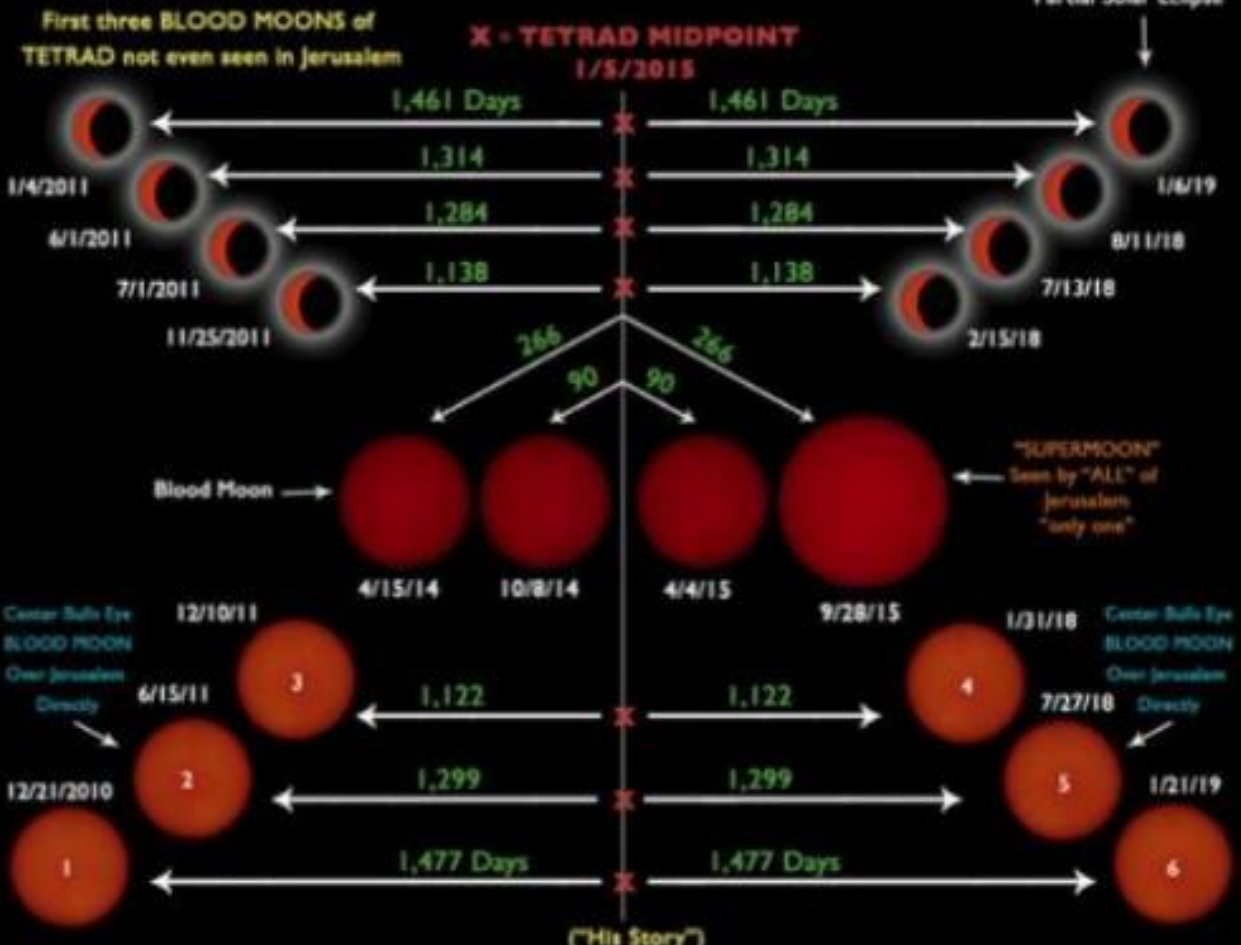 First three BLOOD MOONS of
TETRAD not even seen in Jerusalem
X - TETRAD MIDPOINT
1/5/2015
Partial Solar Eclipse
1,461 Days
1,461 Days
1/4/2011
1,314
1,314
1/6/19
6/1/2011
1,284
1,284
8/11/18
7/1/2011
1,138
1,138
7/13/18
11/25/2011
2/15/18
266
266
90
90
Blood Moon
"SUPERMOON"
Seen by "ALL" of
Jerusalem
"only one"
4/15/14
10/8/14
4/4/15
9/28/15
Center-Bulls Eye
BLOOD MOON
Over Jerusalem
Directly
12/10/11
3
6/15/11
2
12/21/2010
1
1,122
1,122
1,299
1,299
1,477 Days
1,477 Days
1/31/18
4
7/27/18
5
1/21/19
6
Center-Bulls Eye
BLOOD MOON
Over Jerusalem
Directly
("His Story")